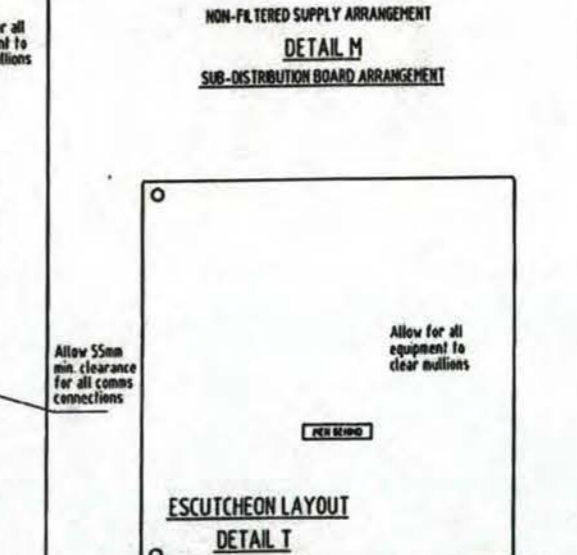 r all
nt to
llions
NON-FILTERED SUPPLY ARRANGEMENT
DETAIL M
SUB-DISTRIBUTION BOARD ARRANGEMENT
Allow 55mm
min. clearance
for all comms
connections
Allow for all
equipment to
clear mullions
BEHIND
ESCUTCHEON LAYOUT
DETAIL T